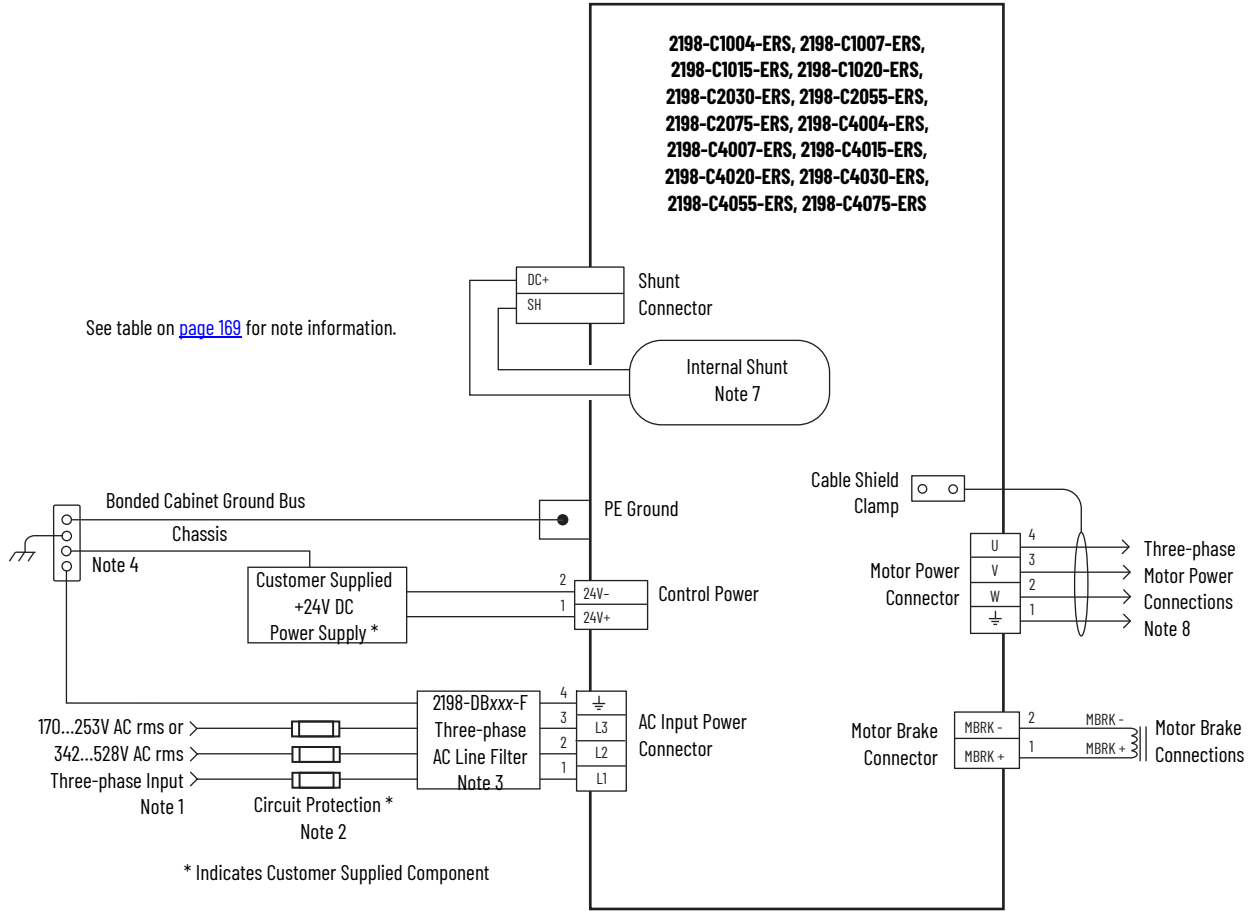 2198-C1004-ERS, 2198-C1007-ERS,
2198-C1015-ERS, 2198-C1020-ERS,
2198-C2030-ERS, 2198-C2055-ERS,
2198-C2075-ERS, 2198-C4004-ERS,
2198-C4007-ERS, 2198-C4015-ERS,
2198-C4020-ERS, 2198-C4030-ERS,
2198-C4055-ERS, 2198-C4075-ERS
DC+
SH
Shunt
Connector
See table on page 169 for note information.
Internal Shunt
Note 7
Bonded Cabinet Ground Bus
Chassis
Note 4
PE Ground
Customer Supplied
+24V DC
Power Supply *
2
1
24V-
24V+
Control Power
Cable Shield
Clamp
Motor Power
Connector
U
V
W
4
3
2
1
Three-phase
Motor Power
Connections
Note 8
170...253V AC rms or
342...528V AC rms
Three-phase Input
Note 1
Circuit Protection *
Note 2
2198-DBxxx-F
Three-phase
AC Line Filter
Note 3
4
3
2
1
L3
L2
L1
AC Input Power
Connector
Motor Brake
Connector
MBRK -
MBRK +
2
1
MBRK -
MBRK +
Motor Brake
Connections
* Indicates Customer Supplied Component